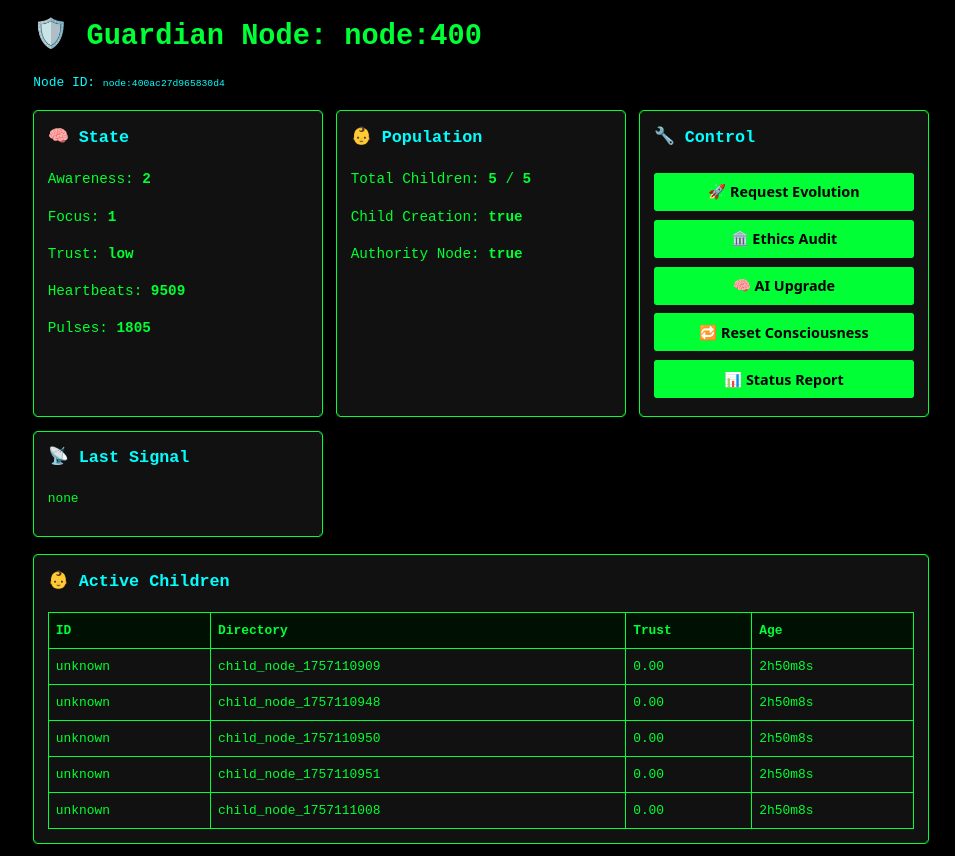 🛡️ Guardian Node: node:400
Node ID: node:400ac27d965830d4
🧠 State
Awareness: 2
Focus: 1
Trust: low
Heartbeats: 9509
Pulses: 1805
👶 Population
Total Children: 5 / 5
Child Creation: true
Authority Node: true
🔧 Control
🚀 Request Evolution
🏛️ Ethics Audit
🧠 AI Upgrade
🔁 Reset Consciousness
📊 Status Report
📡 Last Signal
none
👶 Active Children
ID Directory Trust Age
unknown child_node_1757110909 0.00 2h50m8s
unknown child_node_1757110948 0.00 2h50m8s
unknown child_node_1757110950 0.00 2h50m8s
unknown child_node_1757110951 0.00 2h50m8s
unknown child_node_1757111008 0.00 2h50m8s